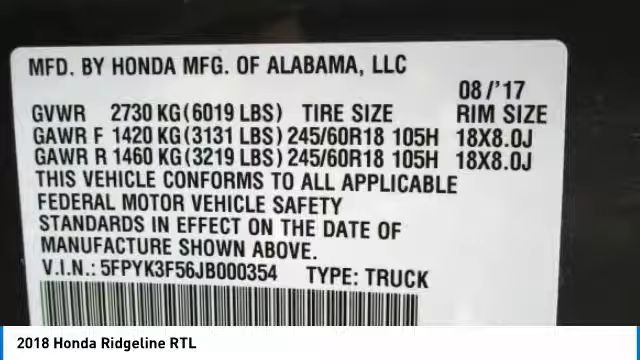 MFD. BY HONDA MFG. OF ALABAMA, LLC
08/'17
GVWR 2730 KG(6019 LBS) TIRE SIZE RIM SIZE
GAWR F 1420 KG(3131 LBS) 245/60R18 105H 18X8.0J
GAWR R 1460 KG(3219 LBS) 245/60R18 105H 18X8.0J
THIS VEHICLE CONFORMS TO ALL APPLICABLE
FEDERAL MOTOR VEHICLE SAFETY
STANDARDS IN EFFECT ON THE DATE OF
MANUFACTURE SHOWN ABOVE.
V.I.N.: 5FPYK3F56JB000354 TYPE: TRUCK
2018 Honda Ridgeline RTL